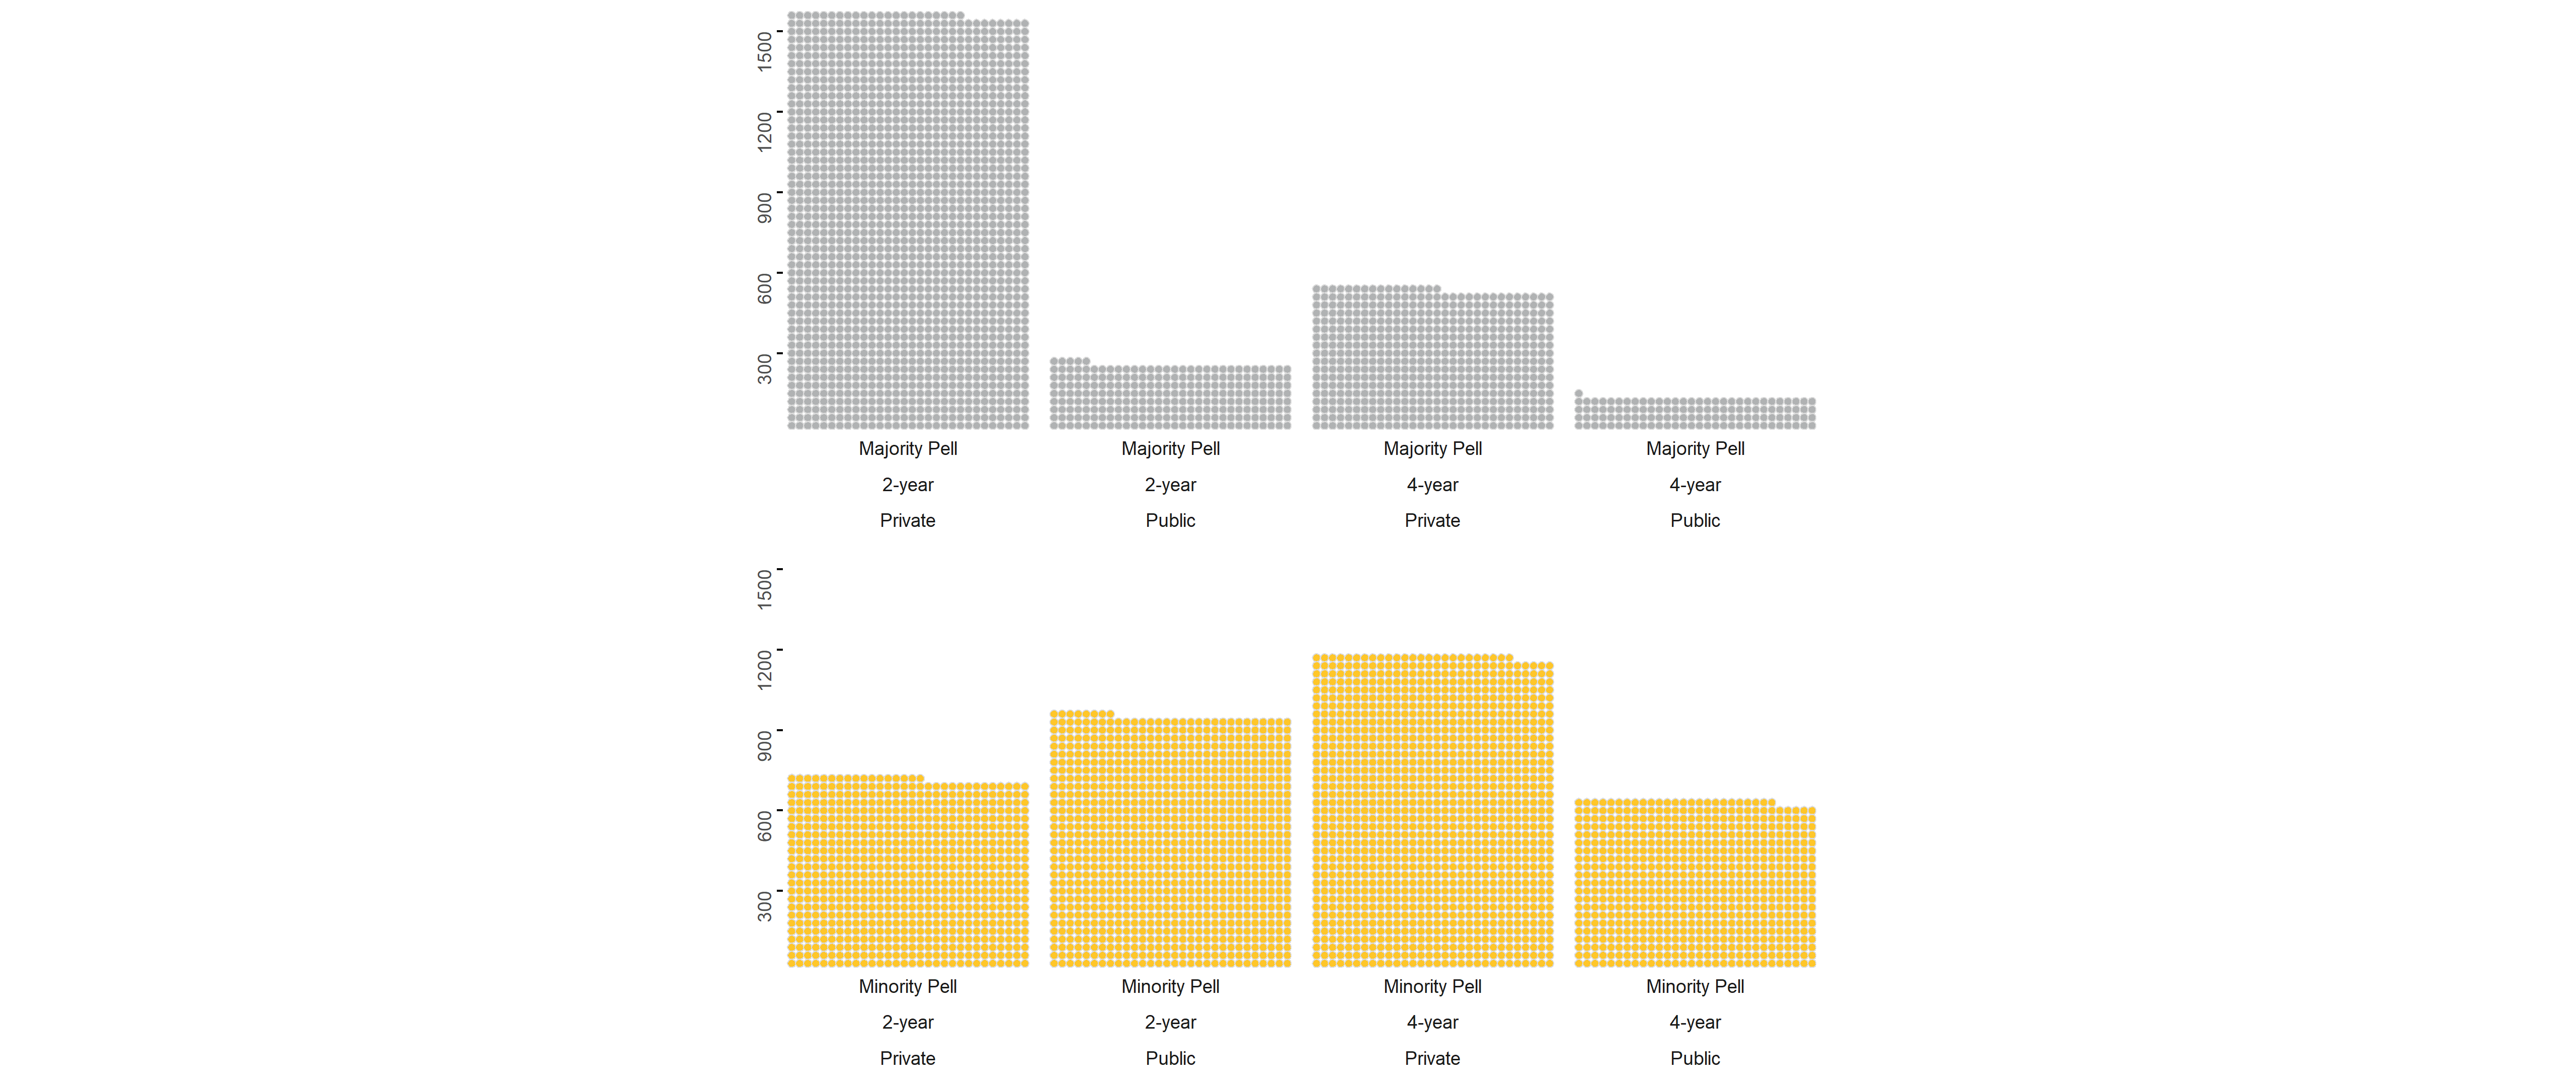 1500
1200
900
600
300
Majority Pell Majority Pell Majority Pell Majority Pell
2-year 2-year 4-year 4-year
Private Public Private Public
1500
1200
900
600
300
Minority Pell Minority Pell Minority Pell Minority Pell
2-year 2-year 4-year 4-year
Private Public Private Public